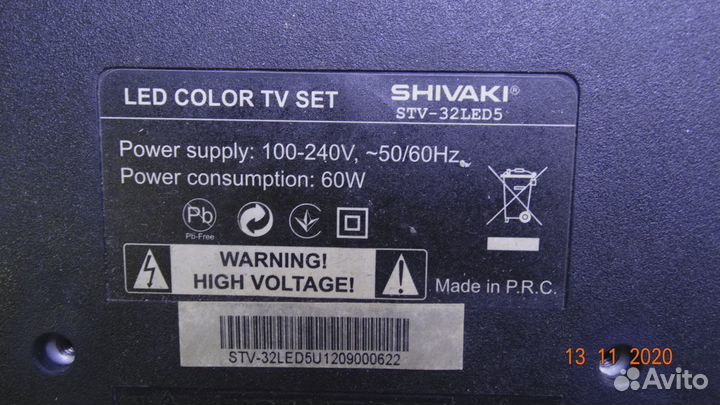 LED COLOR TV SET
SHIVAKI®
STV-32LED5
Power supply: 100-240V, ~50/60Hz
Power consumption: 60W
Pb
Pb-Free
WARNING!
HIGH VOLTAGE!
Made in P.R.C.
STV-32LED5U1209000622
13 11 2020
Avito